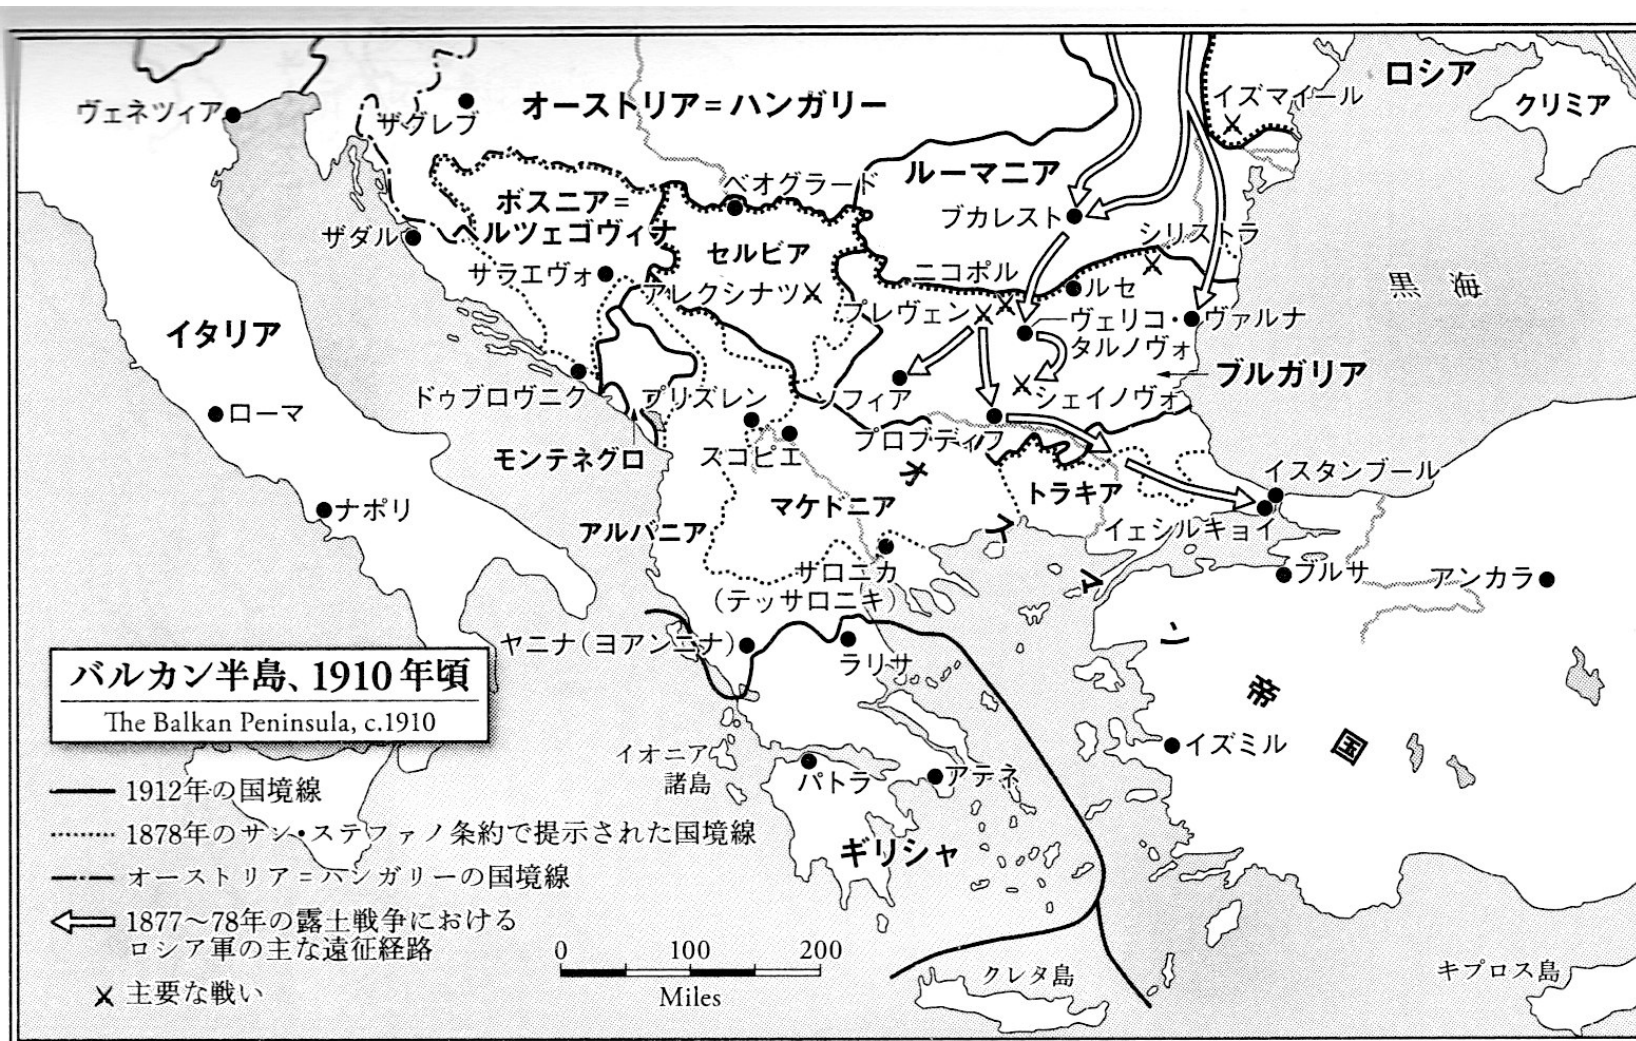 ロシア
クリミア
イズマイール
ヴェネツィア
ザグレブ
オーストリア=ハンガリー
ルーマニア
ベオグラード
ボスニア=
ヘルツェゴヴィナ
ブカレスト
ザダル
セルビア
シリストラ
サラエヴォ
アレクシナツ
ニコポル
ルセ
黒海
プレヴェン
ヴェリコ・
タルノヴォ
ヴァルナ
イタリア
ブルガリア
ドゥブロヴニク
プリズレン
ソフィア
シェイノヴォ
ローマ
モンテネグロ
スコピエ
プロブディフ
イスタンブール
ナポリ
アルバニア
マケドニア
トラキア
イェシルキョイ
オスマン帝国
サロニカ
(テッサロニキ)
ブルサ
アンカラ
ヤニナ(ヨアンニナ)
ラリサ
バルカン半島、1910年頃
The Balkan Peninsula, c.1910
イオニア
諸島
パトラ
アテネ
イズミル
ギリシャ
1912年の国境線
1878年のサン・ステファノ条約で提示された国境線
オーストリア=ハンガリーの国境線
1877〜78年の露土戦争における
ロシア軍の主な遠征経路
主要な戦い
0 100 200
Miles
クレタ島
キプロス島